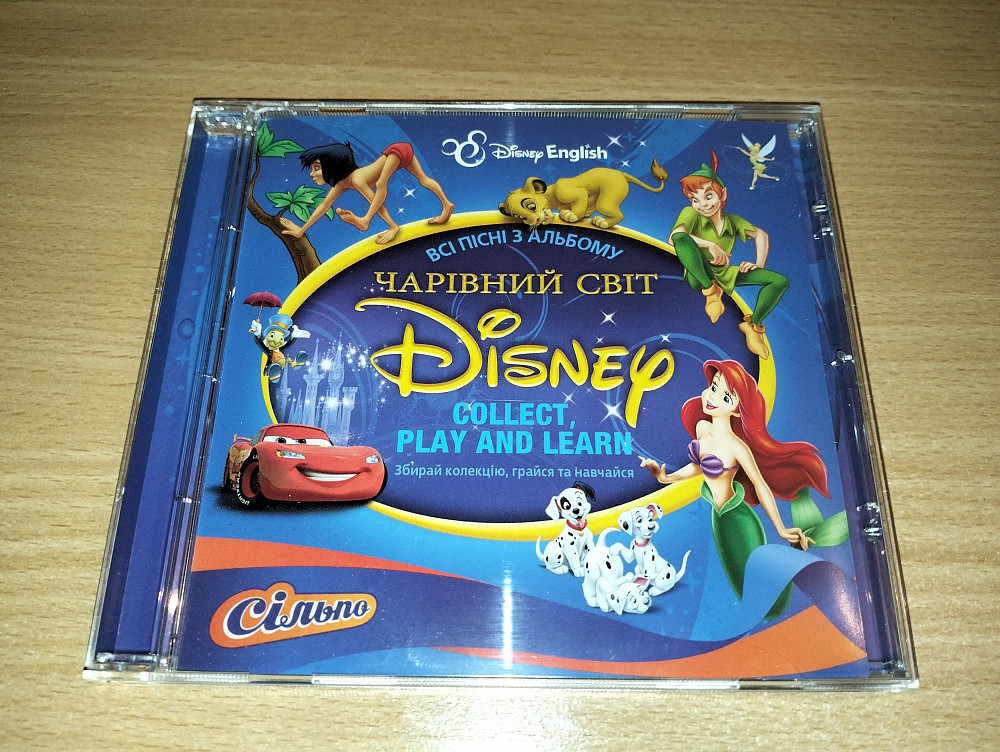 Disney English
ВСІ ПІСНІ З АЛЬБОМУ
ЧАРІВНИЙ СВІТ
Disney
COLLECT,
PLAY AND LEARN
Збирай колекцію, грайся та навчайся
Сільпо